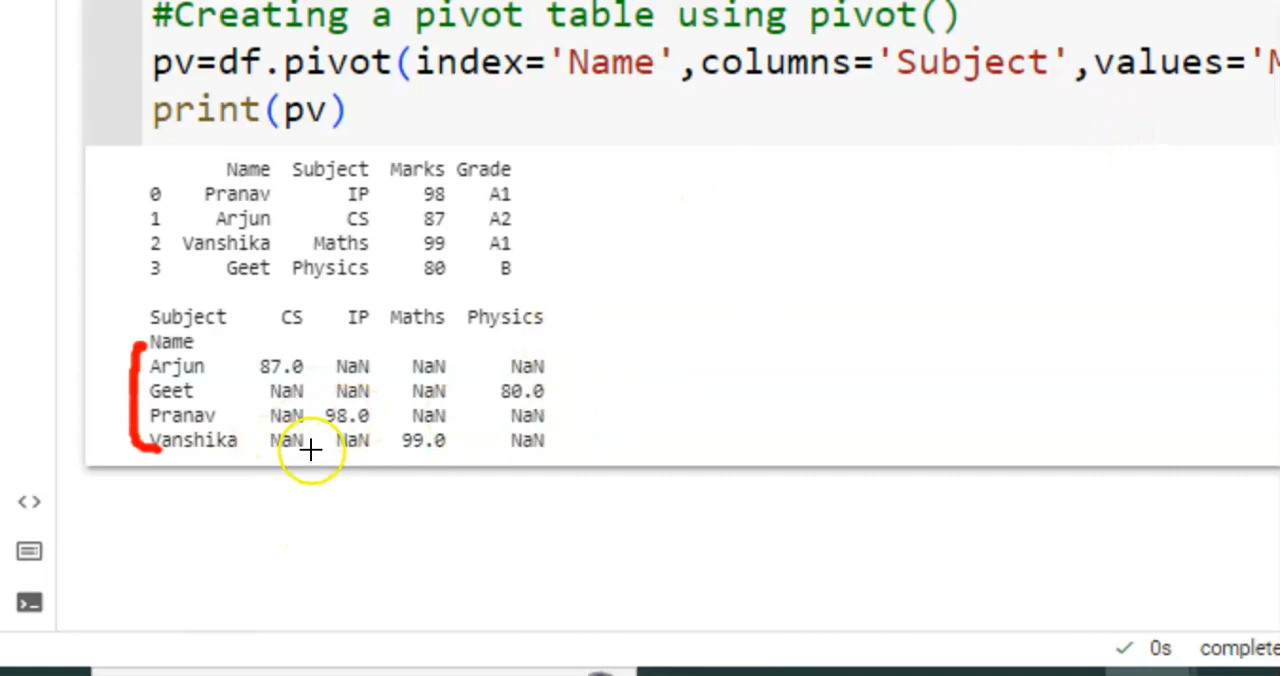 #Creating a pivot table using pivot()
pv=df.pivot(index='Name',columns='Subject',values='M
print(pv)
Name Subject Marks Grade
0 Pranav IP 98 A1
1 Arjun CS 87 A2
2 Vanshika Maths 99 A1
3 Geet Physics 80 B
Subject CS IP Maths Physics
Name
Arjun 87.0 NaN NaN NaN
Geet NaN NaN NaN 80.0
Pranav NaN 98.0 NaN NaN
Vanshika NaN NaN 99.0 NaN
0s complete